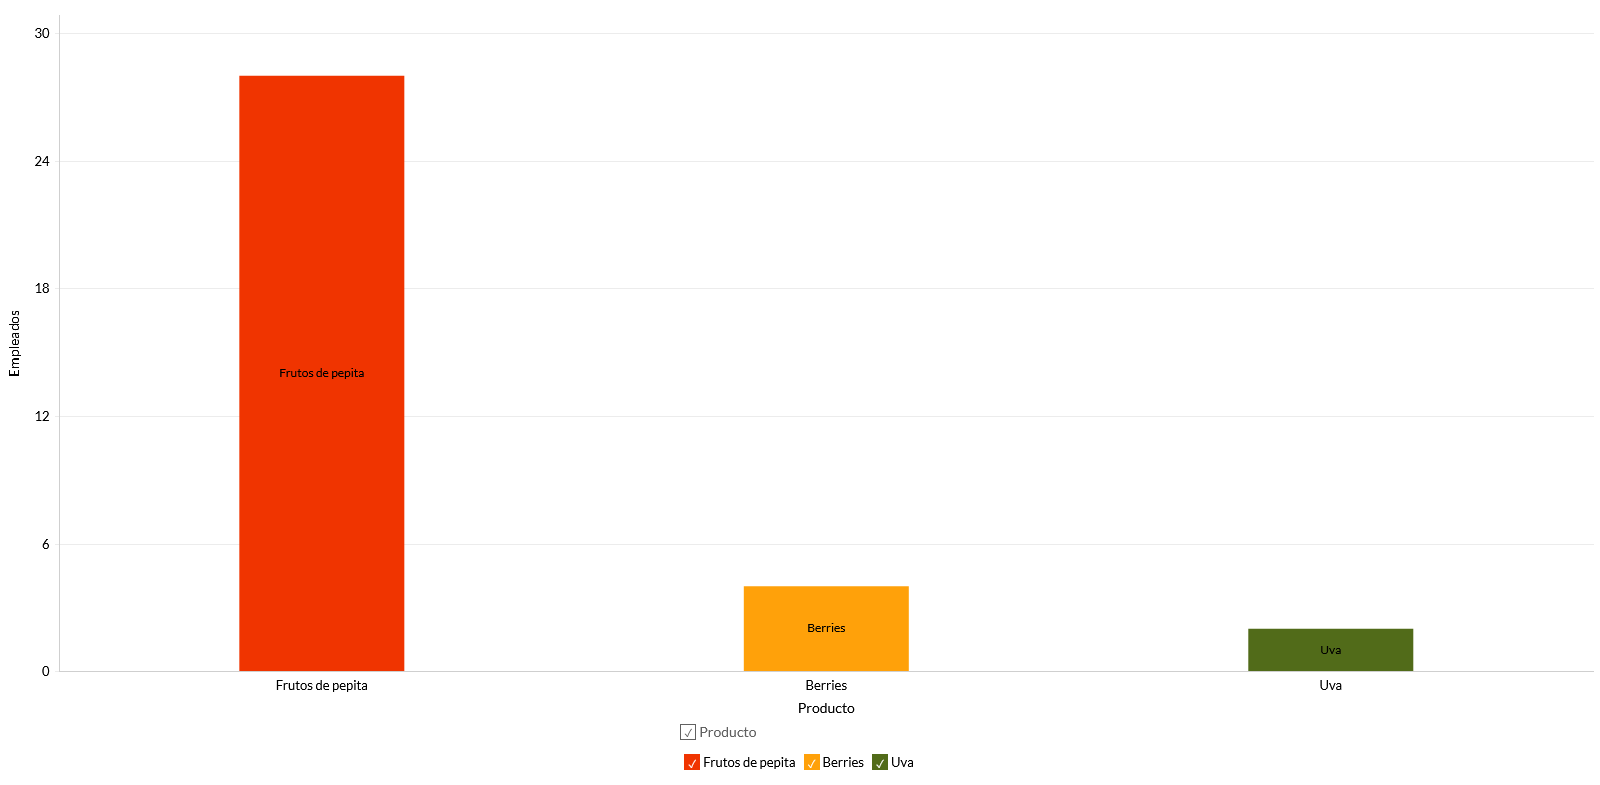 30
24
18
12
6
0
Empleados
Frutos de pepita
Berries
Uva
Frutos de pepita Berries Uva
Producto
Producto
Frutos de pepita Berries Uva